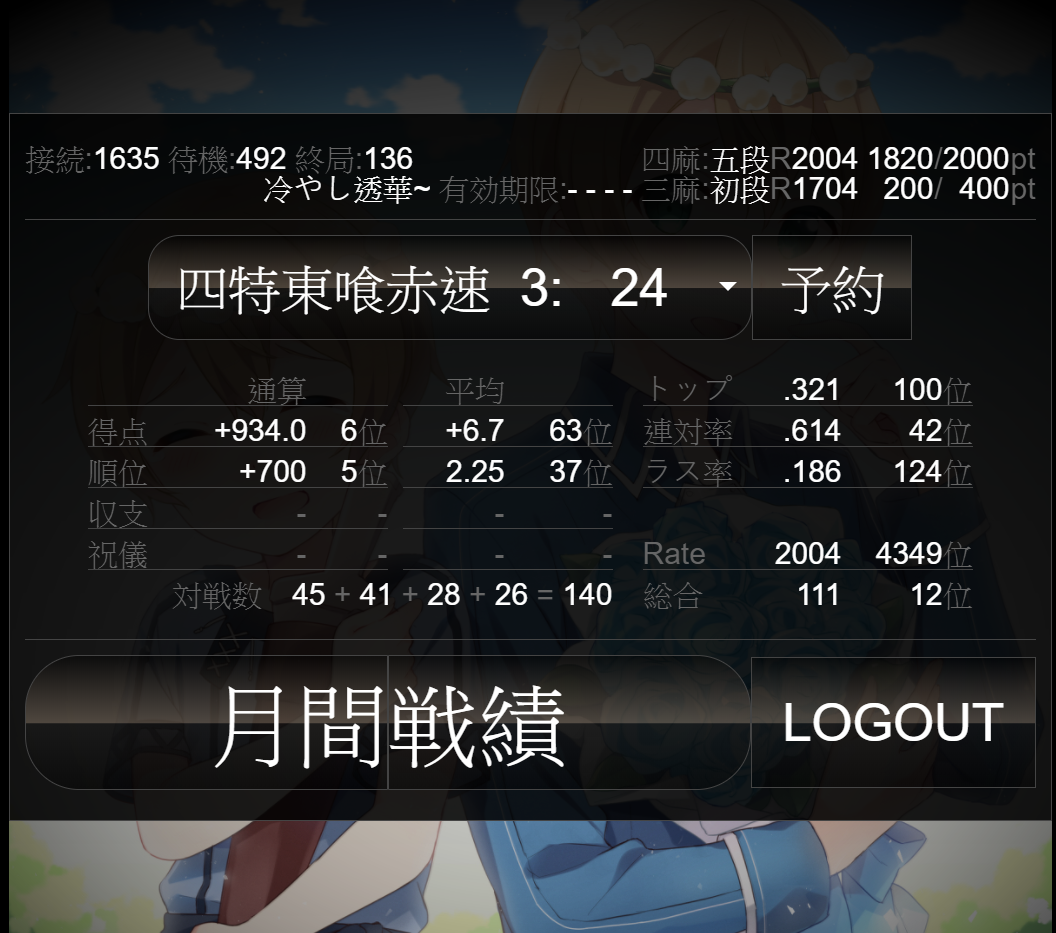 接続:1635 待機:492 終局:136 四麻:五段R2004 1820/2000pt
冷やし透華~ 有効期限:---- 三麻:初段R1704 200/ 400pt
四特東喰赤速 3: 24 予約
通算 平均 トップ .321 100位
得点 +934.0 6位 +6.7 63位 連対率 .614 42位
順位 +700 5位 2.25 37位 ラス率 .186 124位
収支 - - - -
祝儀 - - - - Rate 2004 4349位
対戦数 45 + 41 + 28 + 26 = 140 総合 111 12位
月間戦績 LOGOUT